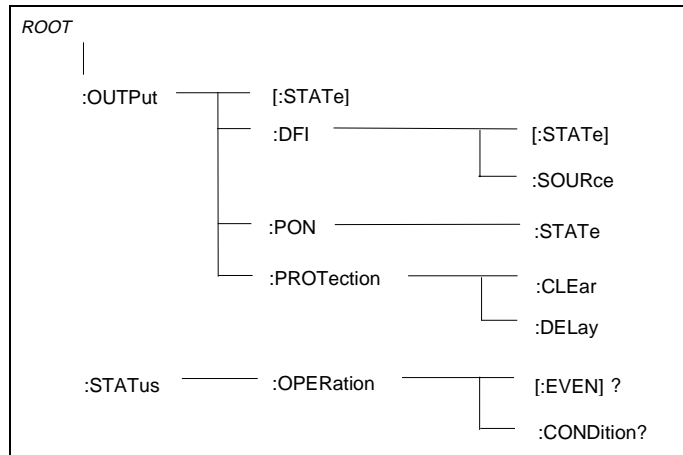 ROOT
:OUTPut [:STATe]
:DFI [:STATe]
:SOURce
:PON :STATe
:PROTection :CLEar
:DELay
:STATus :OPERation [:EVEN] ?
:CONDition?